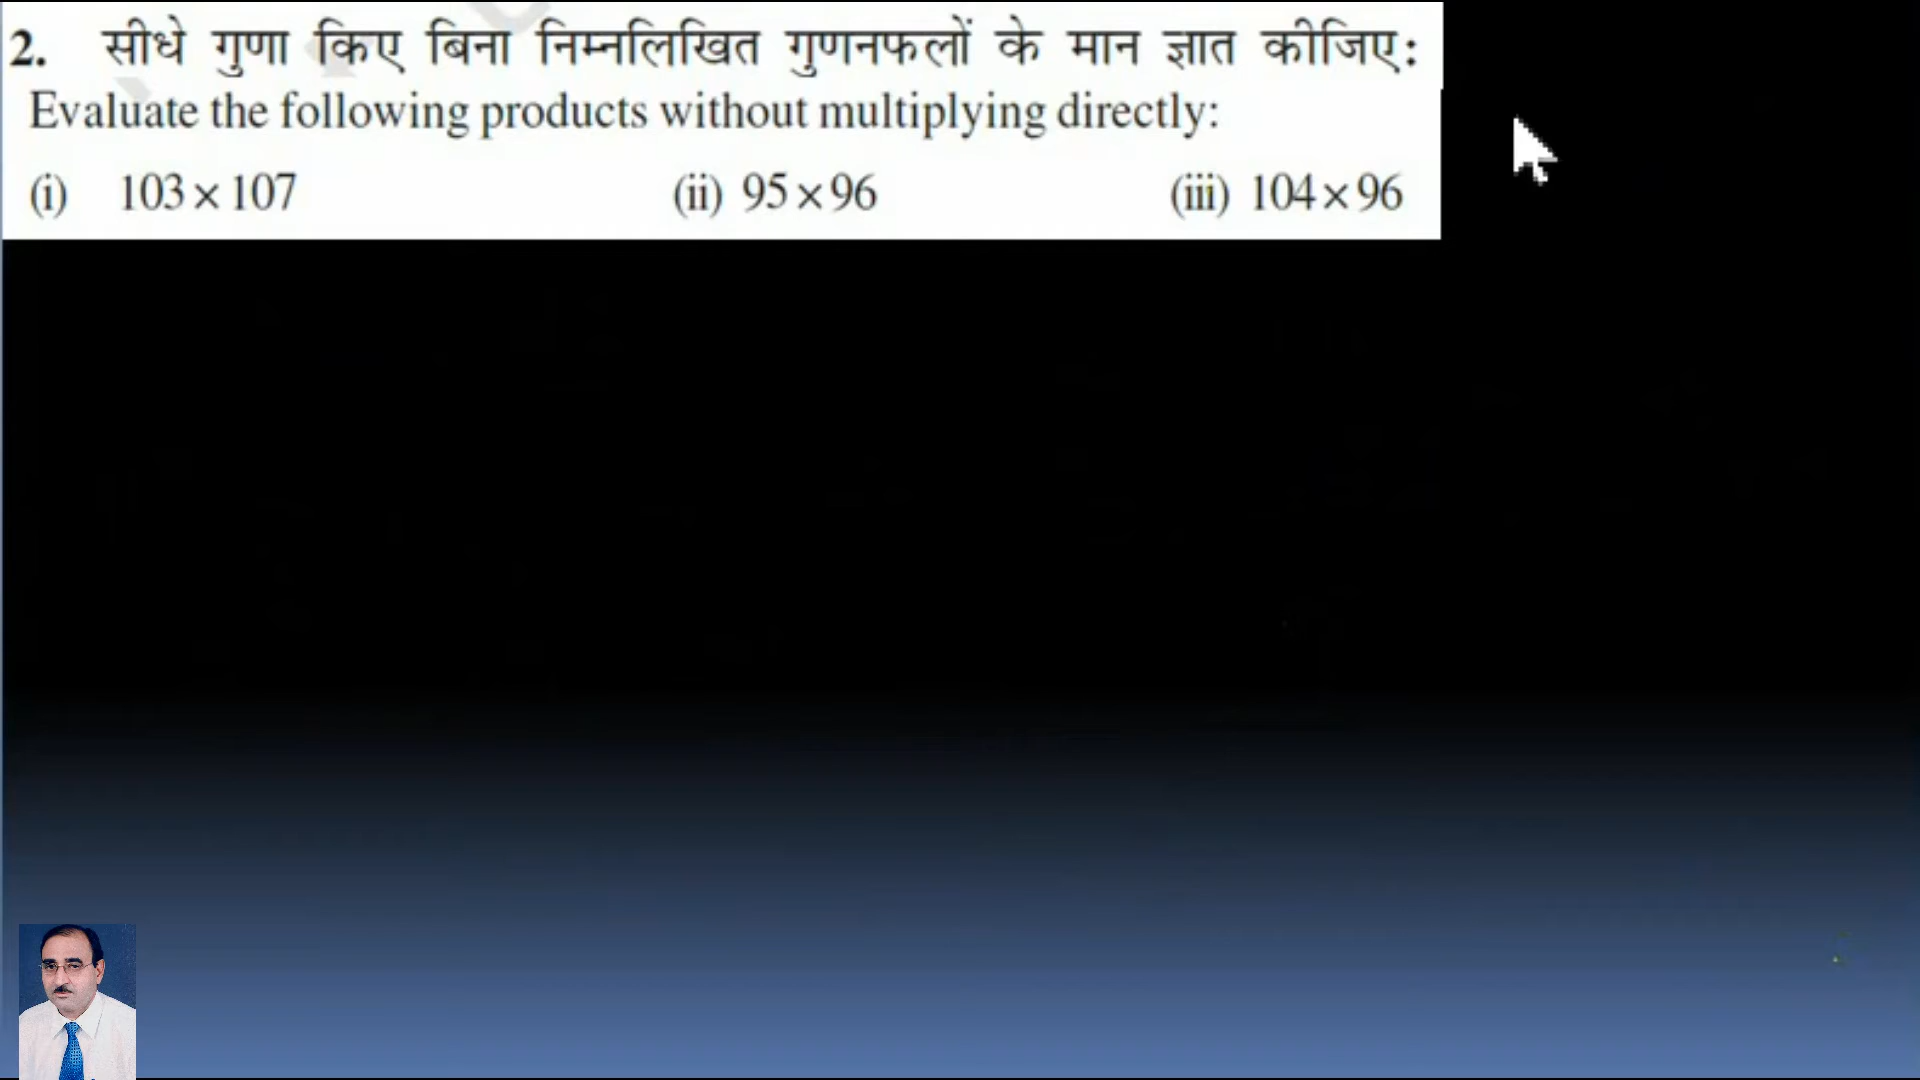 2. सीधे गुणा किए बिना निम्नलिखित गुणनफलों के मान ज्ञात कीजिए:
Evaluate the following products without multiplying directly:
(i) 103×107 (ii) 95×96 (iii) 104×96